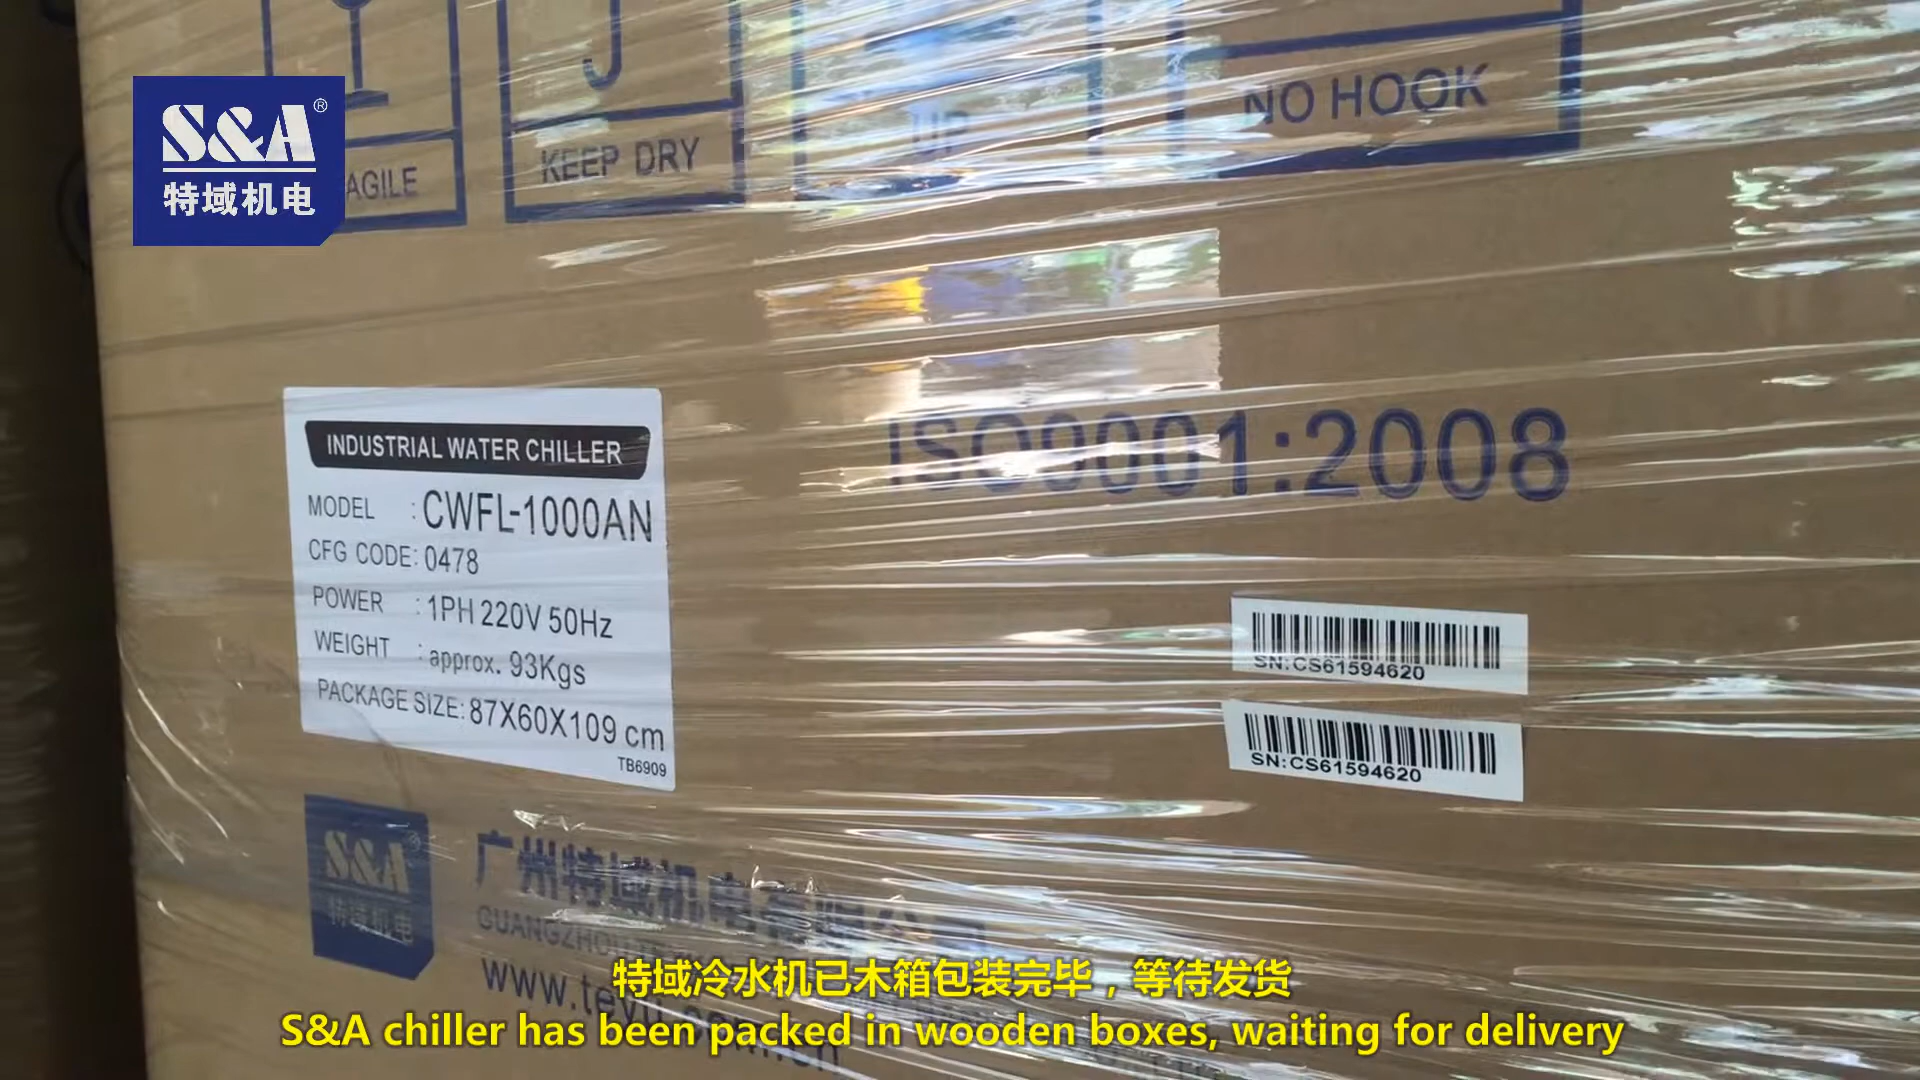 S&A®
特域机电
AGILE
KEEP DRY
UP
NO HOOK
ISO9001:2008
INDUSTRIAL WATER CHILLER
MODEL : CWFL-1000AN
CFG CODE: 0478
POWER : 1PH 220V 50Hz
WEIGHT : approx. 93Kgs
PACKAGE SIZE: 87X60X109 cm
TB6909
SN:CS61594620
SN:CS61594620
S&A®
特域机电
广州特域机电有限公司
GUANGZHOU
特域冷水机已木箱包装完毕，等待发货
S&A chiller has been packed in wooden boxes, waiting for delivery